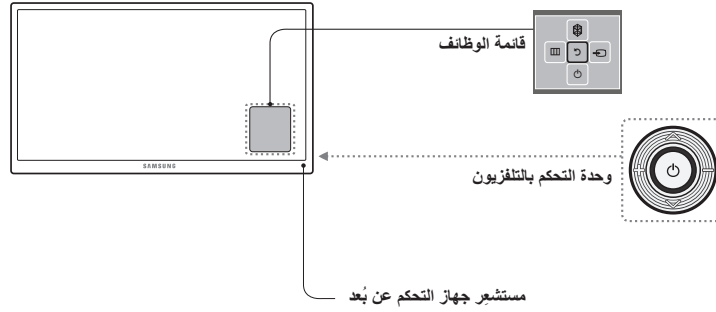 قائمة الوظائف
SAMSUNG
وحدة التحكم بالتلفزيون
مستشعِر جهاز التحكم عن بُعد